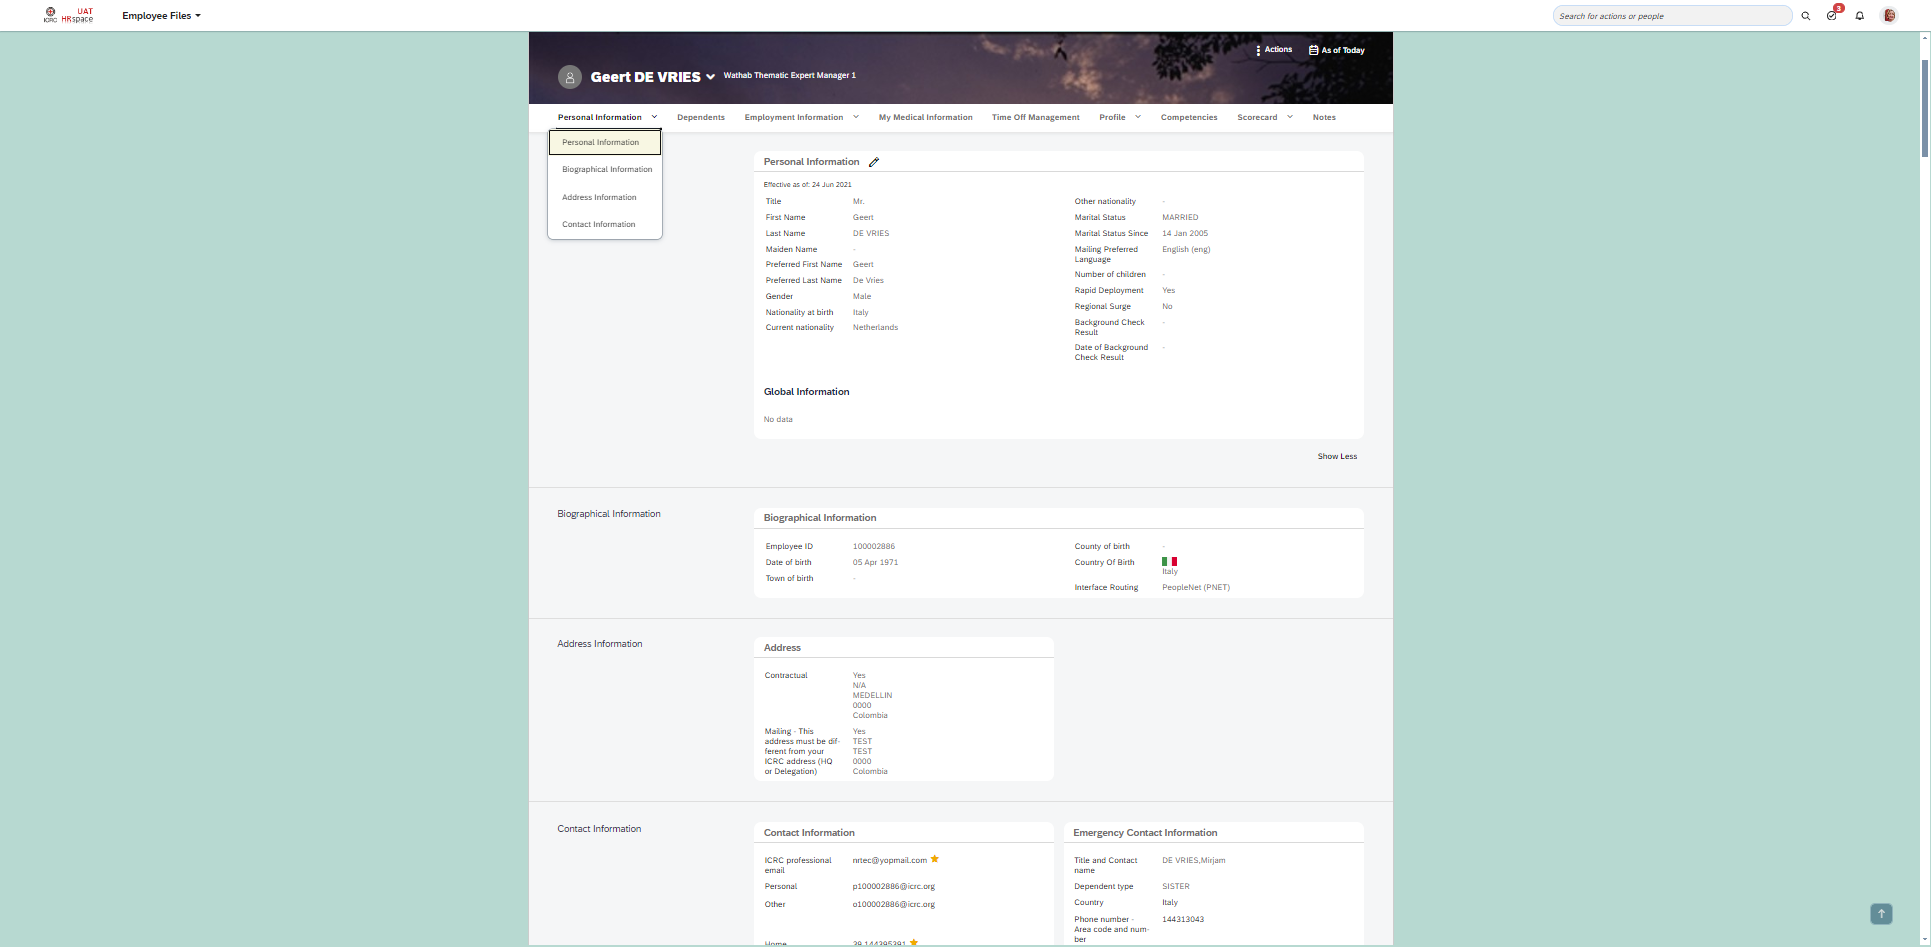 UAT
ICRC HRspace
Employee Files
Search for actions or people
3
Actions
As of Today
Geert DE VRIES
Wathab Thematic Expert Manager 1
Personal Information
Dependents
Employment Information
My Medical Information
Time Off Management
Profile
Competencies
Scorecard
Notes
Personal Information
Biographical Information
Address Information
Contact Information
Personal Information
Effective as of: 24 Jun 2021
Title Mr.
First Name Geert
Last Name DE VRIES
Maiden Name -
Preferred First Name Geert
Preferred Last Name De Vries
Gender Male
Nationality at birth Italy
Current nationality Netherlands
Other nationality -
Marital Status MARRIED
Marital Status Since 14 Jan 2005
Mailing Preferred English (eng)
Language
Number of children -
Rapid Deployment Yes
Regional Surge No
Background Check -
Result
Date of Background -
Check Result
Global Information
No data
Show Less
Biographical Information
Biographical Information
Employee ID 100002886
Date of birth 05 Apr 1971
Town of birth -
County of birth -
Country Of Birth
Italy
Interface Routing PeopleNet (PNET)
Address Information
Address
Contractual Yes
N/A
MEDELLIN
0000
Colombia
Mailing - This Yes
address must be dif- TEST
ferent from your TEST
ICRC address (HQ 0000
or Delegation) Colombia
Contact Information
Contact Information
ICRC professional nrtec@yopmail.com
email
Personal p100002886@icrc.org
Other o100002886@icrc.org
Home 39 144395391
Emergency Contact Information
Title and Contact DE VRIES,Mirjam
name
Dependent type SISTER
Country Italy
Phone number - 144313043
Area code and num-
ber